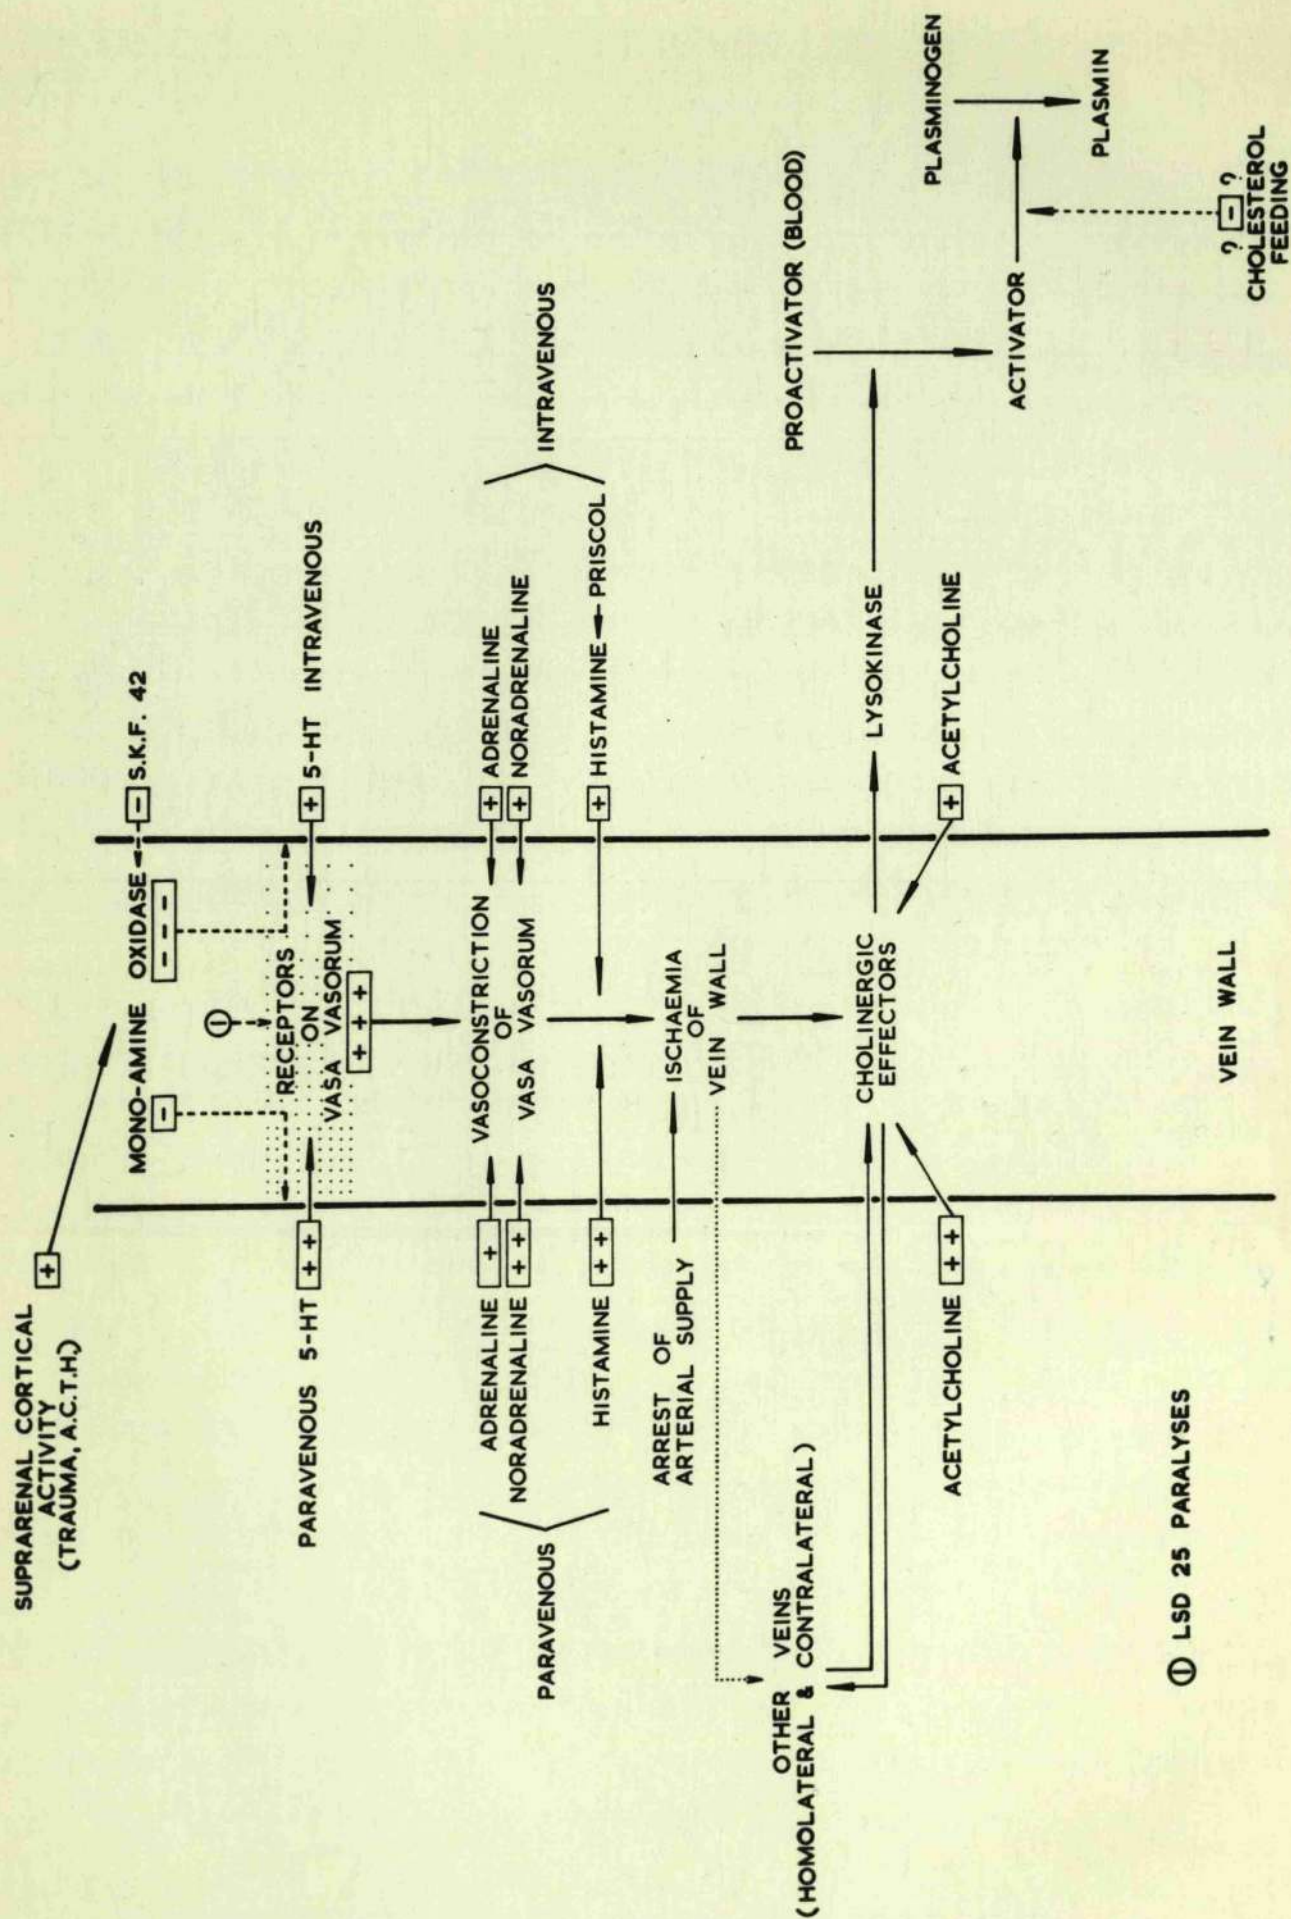 SUPRARENAL CORTICAL
ACTIVITY
(TRAUMA, A.C.T.H.)
+
MONO-AMINE OXIDASE
-
- - -
- S.K.F. 42
PARAVENOUS 5-HT + +
RECEPTORS
ON
VASA VASORUM
+ + +
+ 5-HT INTRAVENOUS
PARAVENOUS
ADRENALINE +
NORADRENALINE + +
HISTAMINE + +
VASOCONSTRICTION
OF
VASA VASORUM
+ ADRENALINE
+ NORADRENALINE
+ HISTAMINE PRISCOL
INTRAVENOUS
ARREST OF
ARTERIAL SUPPLY
ISCHAEMIA
OF
VEIN WALL
OTHER VEINS
(HOMOLATERAL & CONTRALATERAL)
CHOLINERGIC
EFFECTORS
LYSOKINASE
PROACTIVATOR (BLOOD)
ACTIVATOR
PLASMINOGEN
PLASMIN
ACETYLCHOLINE + +
+ ACETYLCHOLINE
? - ?
CHOLESTEROL
FEEDING
LSD 25 PARALYSES
VEIN WALL